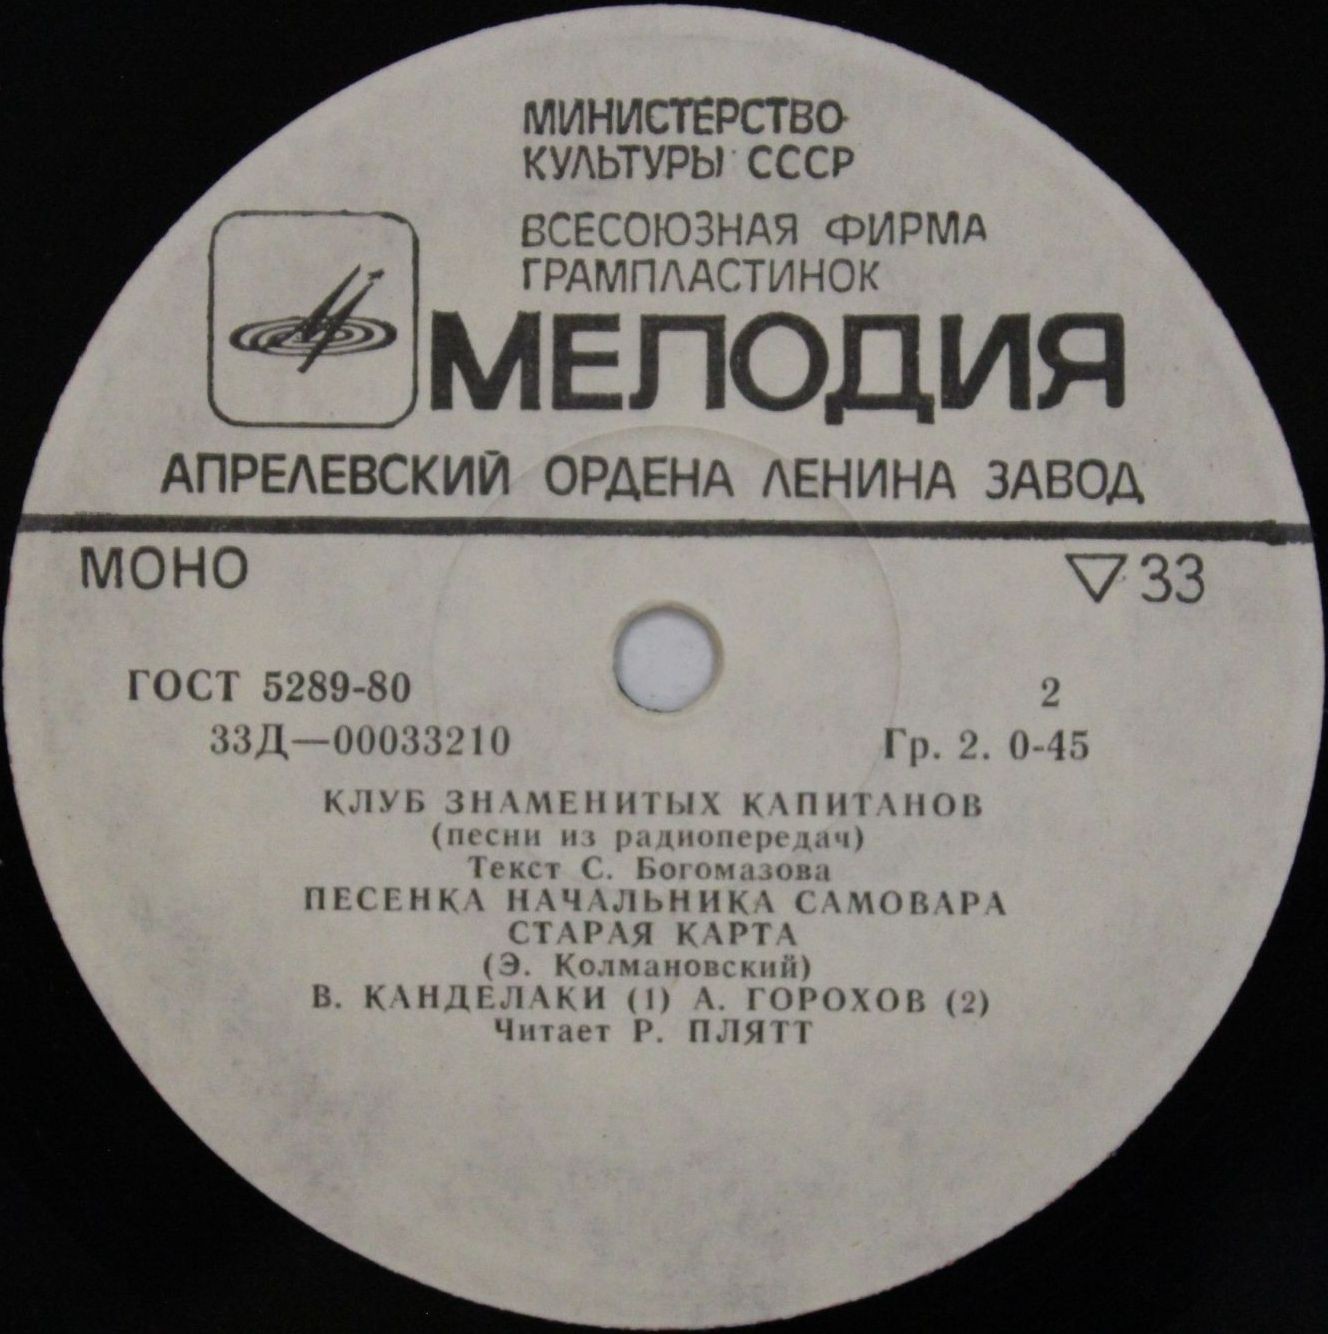 МИНИСТЕРСТВО
КУЛЬТУРЫ СССР
ВСЕСОЮЗНАЯ ФИРМА
ГРАМПЛАСТИНОК
МЕЛОДИЯ
АПРЕЛЕВСКИЙ ОРДЕНА ЛЕНИНА ЗАВОД
МОНО ▽ 33
ГОСТ 5289-80 2
33Д—00033210 Гр. 2. 0-45
КЛУБ ЗНАМЕНИТЫХ КАПИТАНОВ
(песни из радиопередач)
Текст С. Богомазова
ПЕСЕНКА НАЧАЛЬНИКА САМОВАРА
СТАРАЯ КАРТА
(Э. Колмановский)
В. КАНДЕЛАКИ (1) А. ГОРОХОВ (2)
Читает Р. ПЛЯТТ